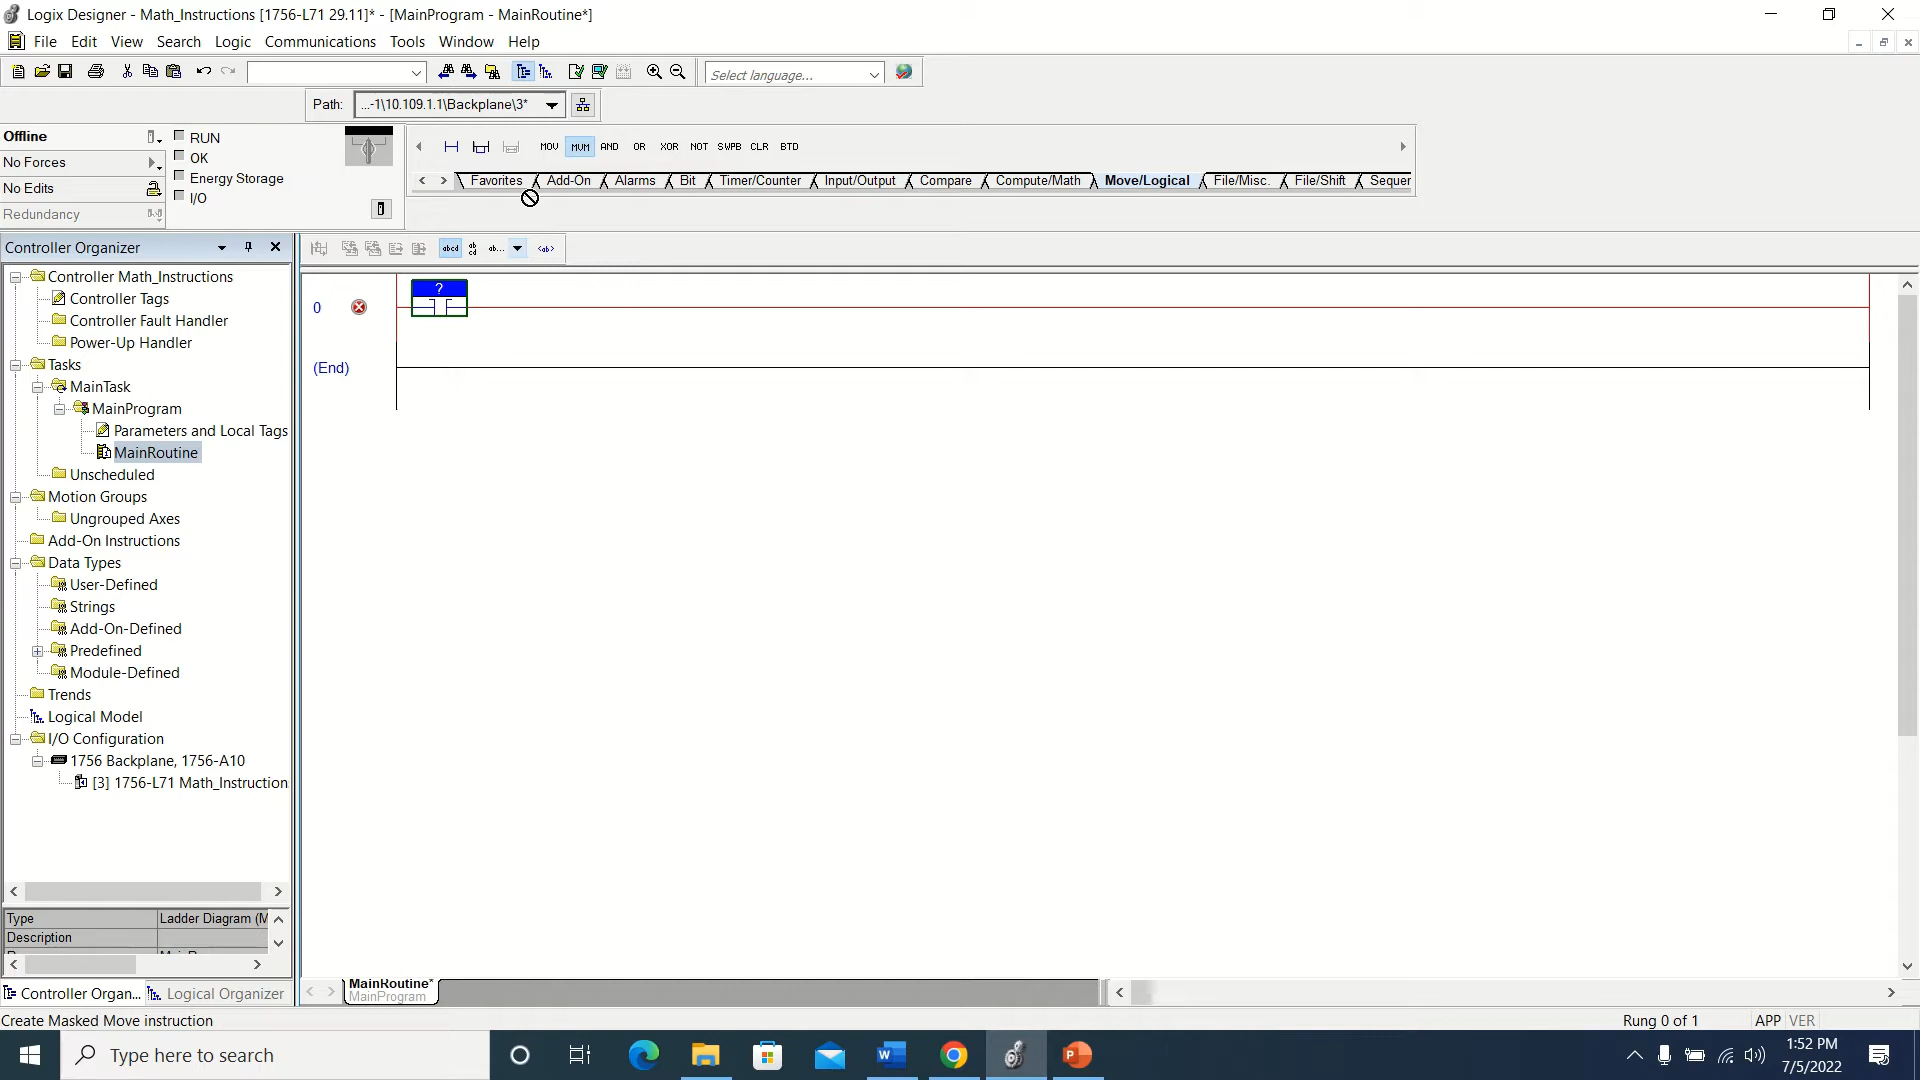 Logix Designer - Math_Instructions [1756-L71 29.11]* - [MainProgram - MainRoutine*]
File Edit View Search Logic Communications Tools Window Help
Select language...
Path: ...-1\10.109.1.1\Backplane\3*
Offline
No Forces
No Edits
Redundancy
RUN
OK
Energy Storage
I/O
MOV MVM AND OR XOR NOT SWPB CLR BTD
Favorites Add-On Alarms Bit Timer/Counter Input/Output Compare Compute/Math Move/Logical File/Misc. File/Shift Sequer
Controller Organizer
abcd ab cd ab... <ab>
Controller Math_Instructions
Controller Tags
Controller Fault Handler
Power-Up Handler
Tasks
MainTask
MainProgram
Parameters and Local Tags
MainRoutine
Unscheduled
Motion Groups
Ungrouped Axes
Add-On Instructions
Data Types
User-Defined
Strings
Add-On-Defined
Predefined
Module-Defined
Trends
Logical Model
I/O Configuration
1756 Backplane, 1756-A10
[3] 1756-L71 Math_Instruction
?
0
(End)
Type Ladder Diagram (M
Description
Controller Organ... Logical Organizer
MainRoutine*
MainProgram
Create Masked Move instruction
Rung 0 of 1 APP VER
Type here to search
1:52 PM
7/5/2022